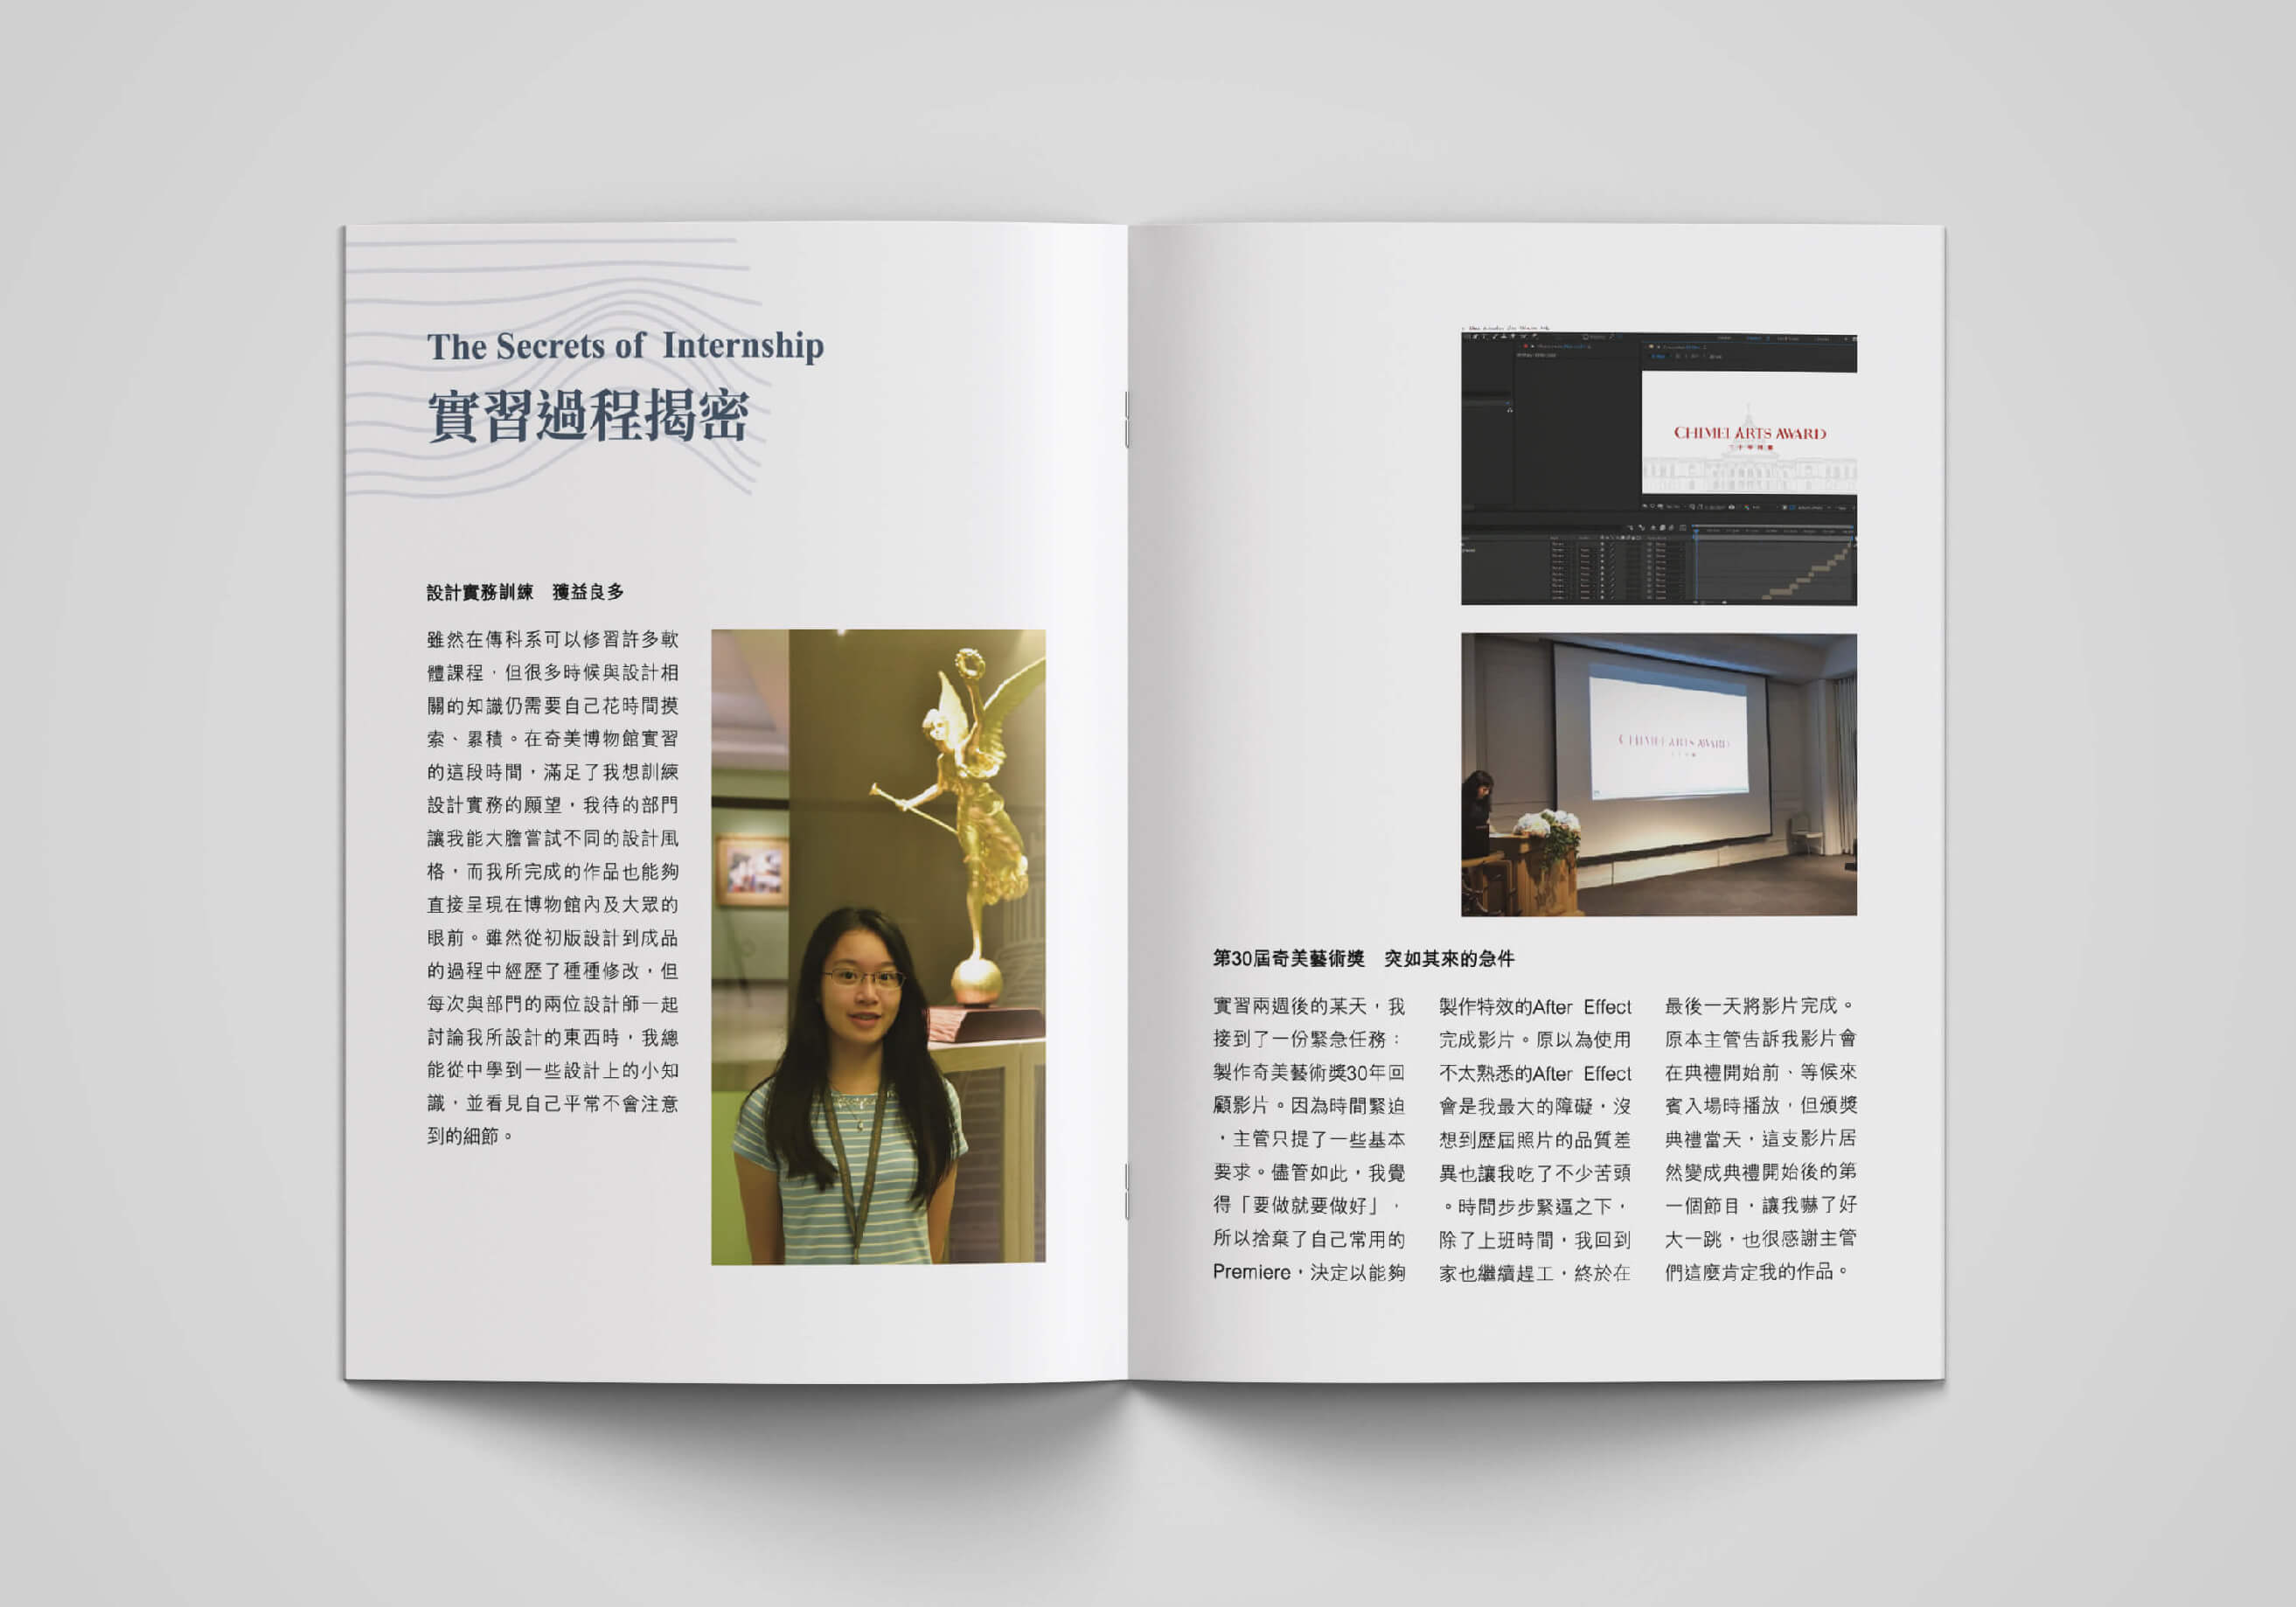 The Secrets of Internship
實習過程揭密
設計實務訓練　獲益良多
雖然在傳科系可以修習許多軟
體課程，但很多時候與設計相
關的知識仍需要自己花時間摸
索、累積。在奇美博物館實習
的這段時間，滿足了我想訓練
設計實務的願望，我待的部門
讓我能大膽嘗試不同的設計風
格，而我所完成的作品也能夠
直接呈現在博物館內及大眾的
眼前。雖然從初版設計到成品
的過程中經歷了種種修改，但
每次與部門的兩位設計師一起
討論我所設計的東西時，我總
能從中學到一些設計上的小知
識，並看見自己平常不會注意
到的細節。
CHIMEI ARTS AWARD
CHIMEI ARTS AWARD
第30屆奇美藝術獎　突如其來的急件
實習兩週後的某天，我
接到了一份緊急任務：
製作奇美藝術獎30年回
顧影片。因為時間緊迫
，主管只提了一些基本
要求。儘管如此，我覺
得「要做就要做好」，
所以捨棄了自己常用的
Premiere，決定以能夠
製作特效的After Effect
完成影片。原以為使用
不太熟悉的After Effect
會是我最大的障礙，沒
想到歷屆照片的品質差
異也讓我吃了不少苦頭
。時間步步緊逼之下，
除了上班時間，我回到
家也繼續趕工，終於在
最後一天將影片完成。
原本主管告訴我影片會
在典禮開始前、等候來
賓入場時播放，但頒獎
典禮當天，這支影片居
然變成典禮開始後的第
一個節目，讓我嚇了好
大一跳，也很感謝主管
們這麼肯定我的作品。